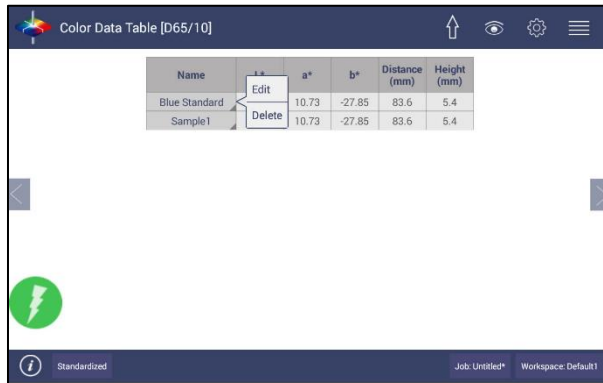 Color Data Table [D65/10]
Name a* b* Distance (mm) Height (mm)
Edit
Blue Standard 10.73 -27.85 83.6 5.4
Delete
Sample1 10.73 -27.85 83.6 5.4
i Standardized Job: Untitled* Workspace: Default1